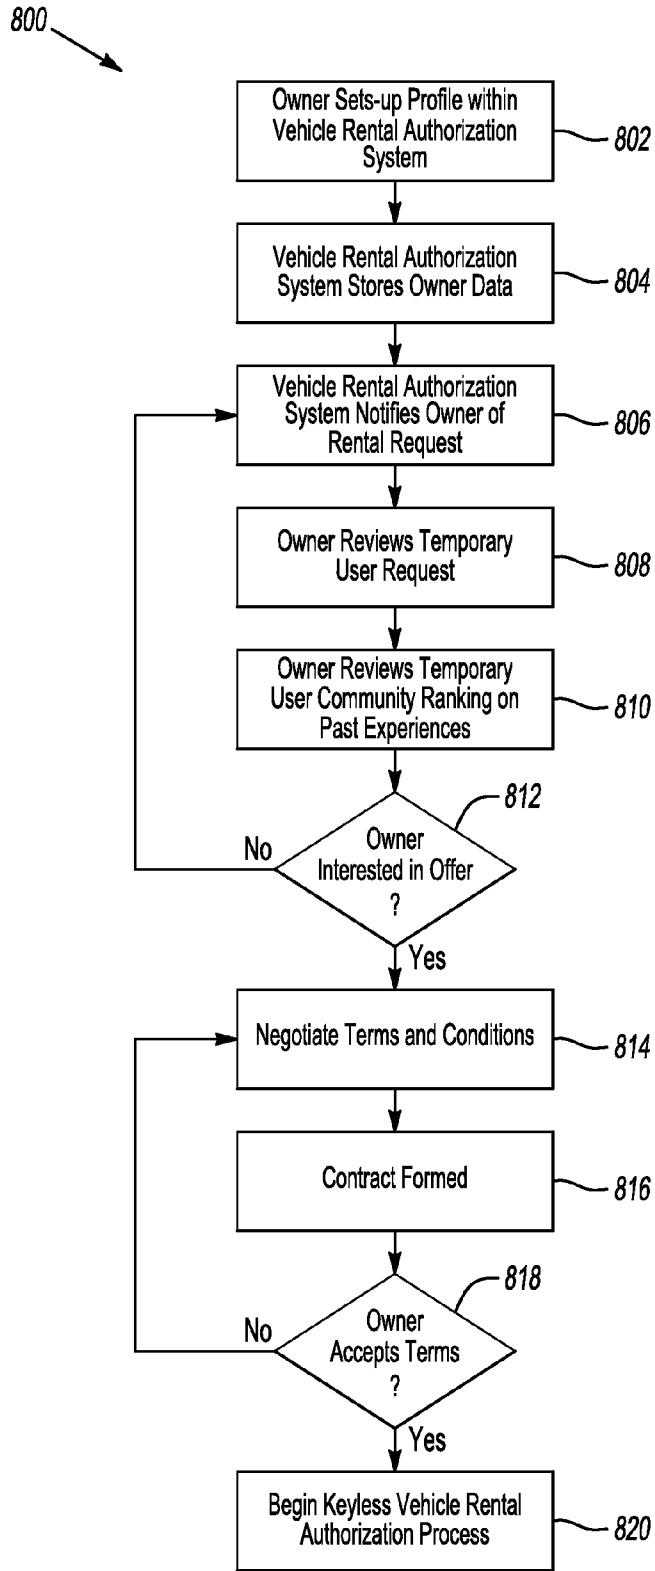 800
Owner Sets-up Profile within
Vehicle Rental Authorization
System
802
Vehicle Rental Authorization
System Stores Owner Data
804
Vehicle Rental Authorization
System Notifies Owner of
Rental Request
806
Owner Reviews Temporary
User Request
808
Owner Reviews Temporary
User Community Ranking on
Past Experiences
810
812
Owner
Interested in Offer
?
No
Yes
Negotiate Terms and Conditions
814
Contract Formed
816
818
Owner
Accepts Terms
?
No
Yes
Begin Keyless Vehicle Rental
Authorization Process
820